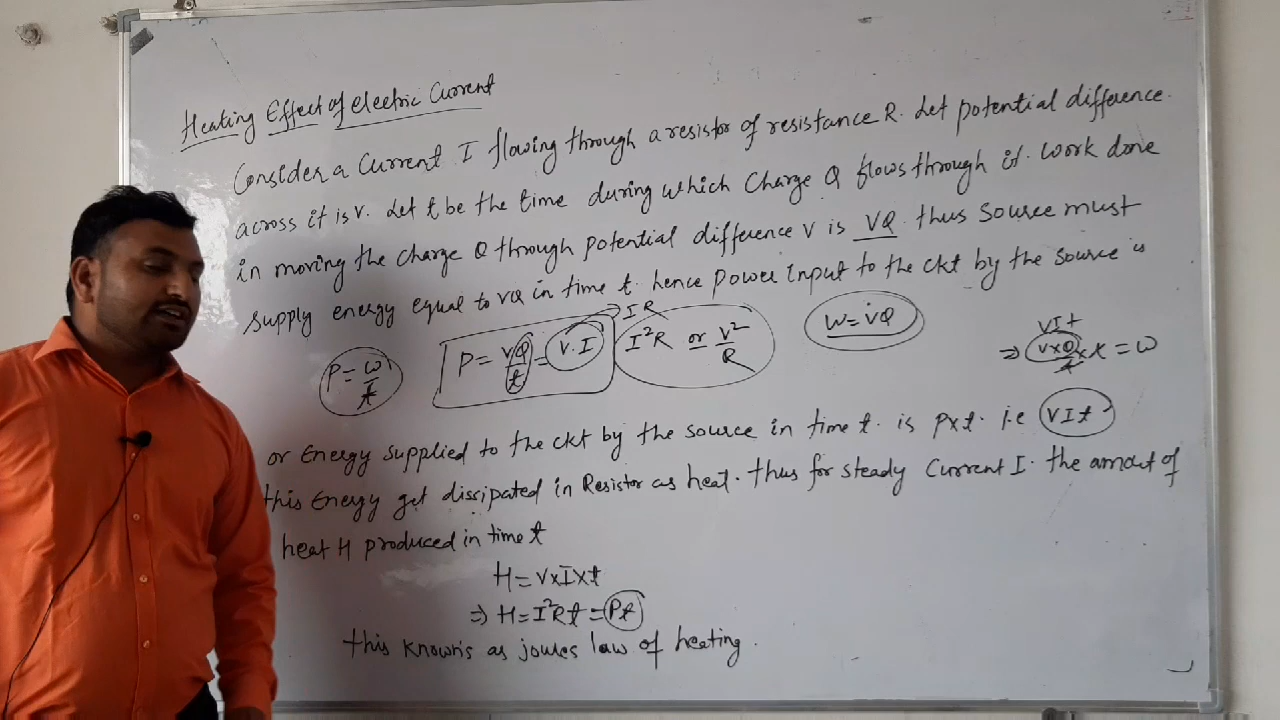 Heating Effect of electric Current
Consider a Current I flowing through a resistor of resistance R. Let potential difference.
across it is V. Let t be the time during which Charge Q flows through it. Work done
in moving the charge Q through potential difference V is VQ. thus Source must
supply energy equal to VQ in time t. hence power Input to the ckt by the source is
P = W/t P = VQ/t = V.I IR I²R or V²/R W = VQ VIt ⇒ V×Q/t × t = W
or Energy supplied to the ckt by the source in time t. is P×t. i.e VIt
this Energy get dissipated in Resistor as heat. thus for steady Current I. the amout of
heat H produced in time t
H = V×I×t
⇒ H = I²Rt = Pt
this known is as joules law of heating.